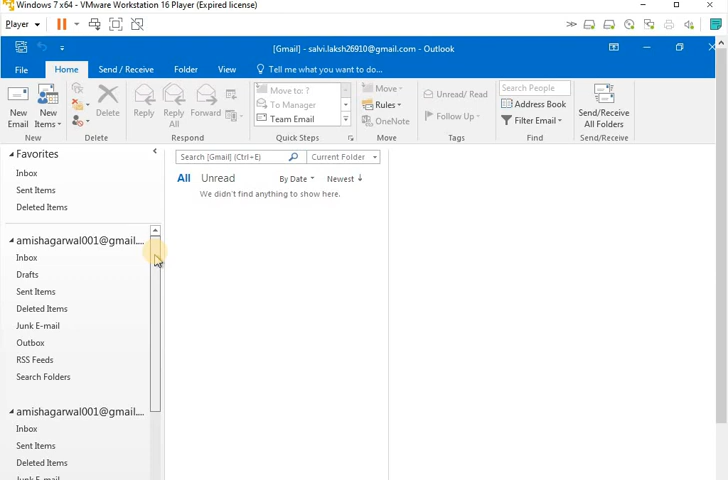 Windows 7 x64 - VMware Workstation 16 Player (Expired license)
Player
[Gmail] - salvi.laksh26910@gmail.com - Outlook
File Home Send / Receive Folder View Tell me what you want to do...
New Email
New Items
Delete
Reply
Reply All
Forward
Move to: ?
To Manager
Team Email
Move
Rules
OneNote
Unread/ Read
Follow Up
Search People
Address Book
Filter Email
Send/Receive All Folders
New Delete Respond Quick Steps Move Tags Find Send/Receive
Favorites
Inbox
Sent Items
Deleted Items
amishagarwal001@gmail....
Inbox
Drafts
Sent Items
Deleted Items
Junk E-mail
Outbox
RSS Feeds
Search Folders
amishagarwal001@gmail....
Inbox
Sent Items
Deleted Items
Junk E-mail
Search [Gmail] (Ctrl+E) Current Folder
All Unread By Date Newest
We didn't find anything to show here.